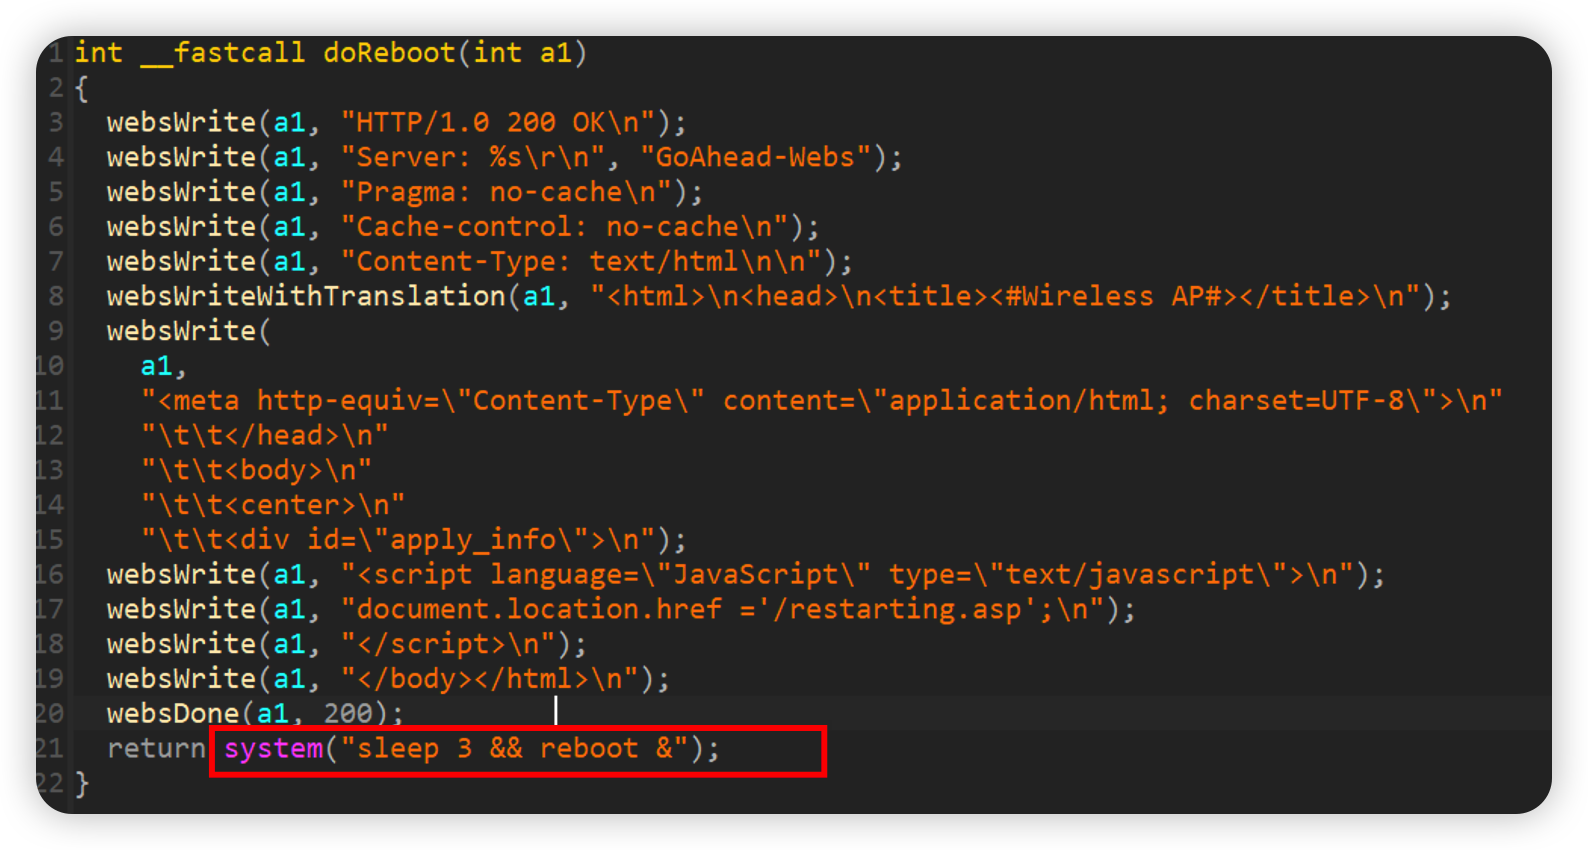 1 int __fastcall doReboot(int a1)
2 {
3 websWrite(a1, "HTTP/1.0 200 OK\n");
4 websWrite(a1, "Server: %s\r\n", "GoAhead-Webs");
5 websWrite(a1, "Pragma: no-cache\n");
6 websWrite(a1, "Cache-control: no-cache\n");
7 websWrite(a1, "Content-Type: text/html\n\n");
8 websWriteWithTranslation(a1, "<html>\n<head>\n<title><#Wireless AP#></title>\n");
9 websWrite(
10 a1,
11 "<meta http-equiv=\"Content-Type\" content=\"application/html; charset=UTF-8\">\n"
12 "\t\t</head>\n"
13 "\t\t<body>\n"
14 "\t\t<center>\n"
15 "\t\t<div id=\"apply_info\">\n");
16 websWrite(a1, "<script language=\"JavaScript\" type=\"text/javascript\">\n");
17 websWrite(a1, "document.location.href ='/restarting.asp';\n");
18 websWrite(a1, "</script>\n");
19 websWrite(a1, "</body></html>\n");
20 websDone(a1, 200);
21 return system("sleep 3 && reboot &");
22 }